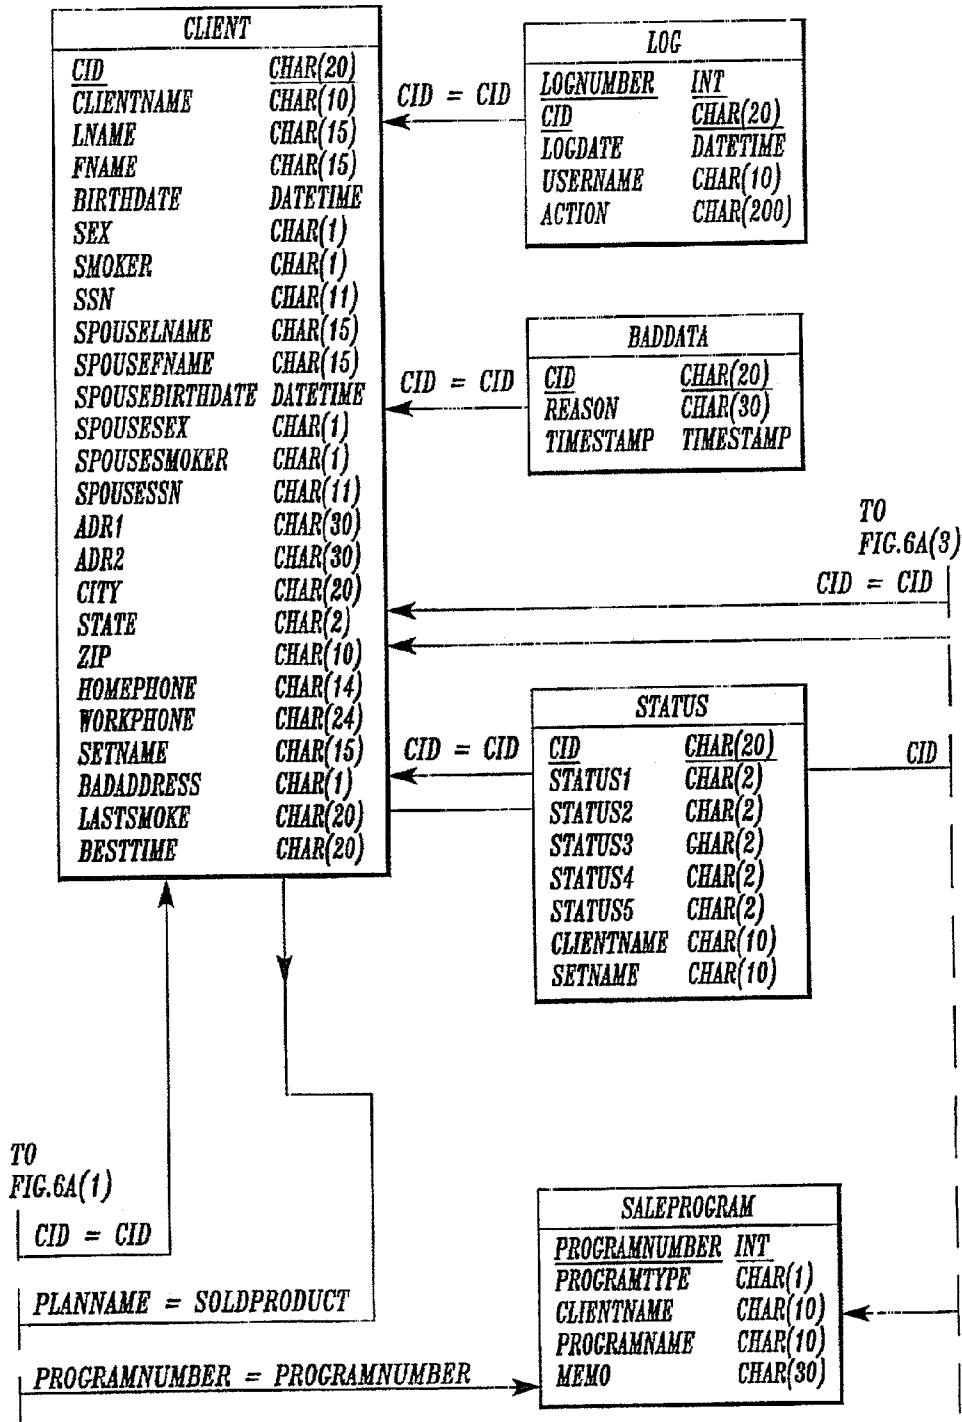 CLIENT
CID CHAR(20)
CLIENTNAME CHAR(10)
LNAME CHAR(15)
FNAME CHAR(15)
BIRTHDATE DATETIME
SEX CHAR(1)
SMOKER CHAR(1)
SSN CHAR(11)
SPOUSELNAME CHAR(15)
SPOUSEFNAME CHAR(15)
SPOUSEBIRTHDATE DATETIME
SPOUSESEX CHAR(1)
SPOUSESMOKER CHAR(1)
SPOUSESSN CHAR(11)
ADR1 CHAR(30)
ADR2 CHAR(30)
CITY CHAR(20)
STATE CHAR(2)
ZIP CHAR(10)
HOMEPHONE CHAR(14)
WORKPHONE CHAR(24)
SETNAME CHAR(15)
BADADDRESS CHAR(1)
LASTSMOKE CHAR(20)
BESTTIME CHAR(20)
CID = CID
LOG
LOGNUMBER INT
CID CHAR(20)
LOGDATE DATETIME
USERNAME CHAR(10)
ACTION CHAR(200)
CID = CID
BADDATA
CID CHAR(20)
REASON CHAR(30)
TIMESTAMP TIMESTAMP
TO
FIG.6A(3)
CID = CID
CID = CID
STATUS
CID CHAR(20)
STATUS1 CHAR(2)
STATUS2 CHAR(2)
STATUS3 GHAR(2)
STATUS4 CHAR(2)
STATUS5 CHAR(2)
CLIENTNAME CHAR(10)
SETNAME CHAR(10)
CID
TO
FIG.6A(1)
CID = CID
PLANNAME = SOLDPRODUCT
PROGRAMNUMBER = PROGRAMNUMBER
SALEPROGRAM
PROGRAMNUMBER INT
PROGRAMTYPE CHAR(1)
CLIENTNAME CHAR(10)
PROGRAMNAME CHAR(10)
MEMO CHAR(30)